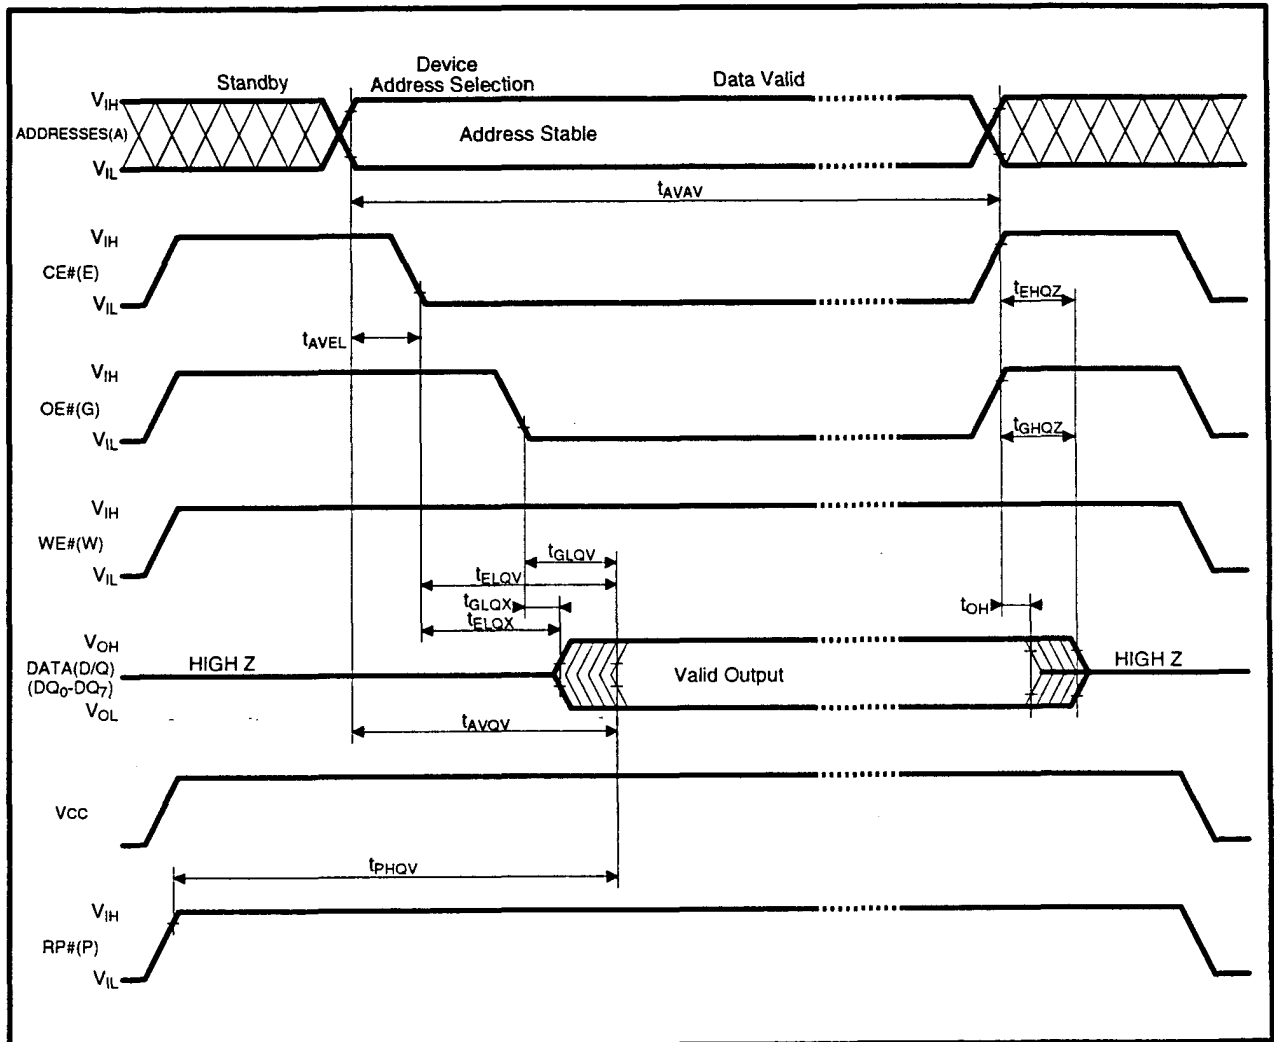 Standby
Device
Address Selection
Data Valid
VIH
ADDRESSES(A)
VIL
Address Stable
tAVAV
VIH
CE#(E)
VIL
tEHQZ
tAVEL
VIH
OE#(G)
VIL
tGHQZ
VIH
WE#(W)
VIL
tGLQV
tELQV
tGLQX
tELQX
tOH
VOH
DATA(D/Q)
(DQ0-DQ7)
VOL
HIGH Z
Valid Output
HIGH Z
tAVQV
VCC
tPHQV
VIH
RP#(P)
VIL